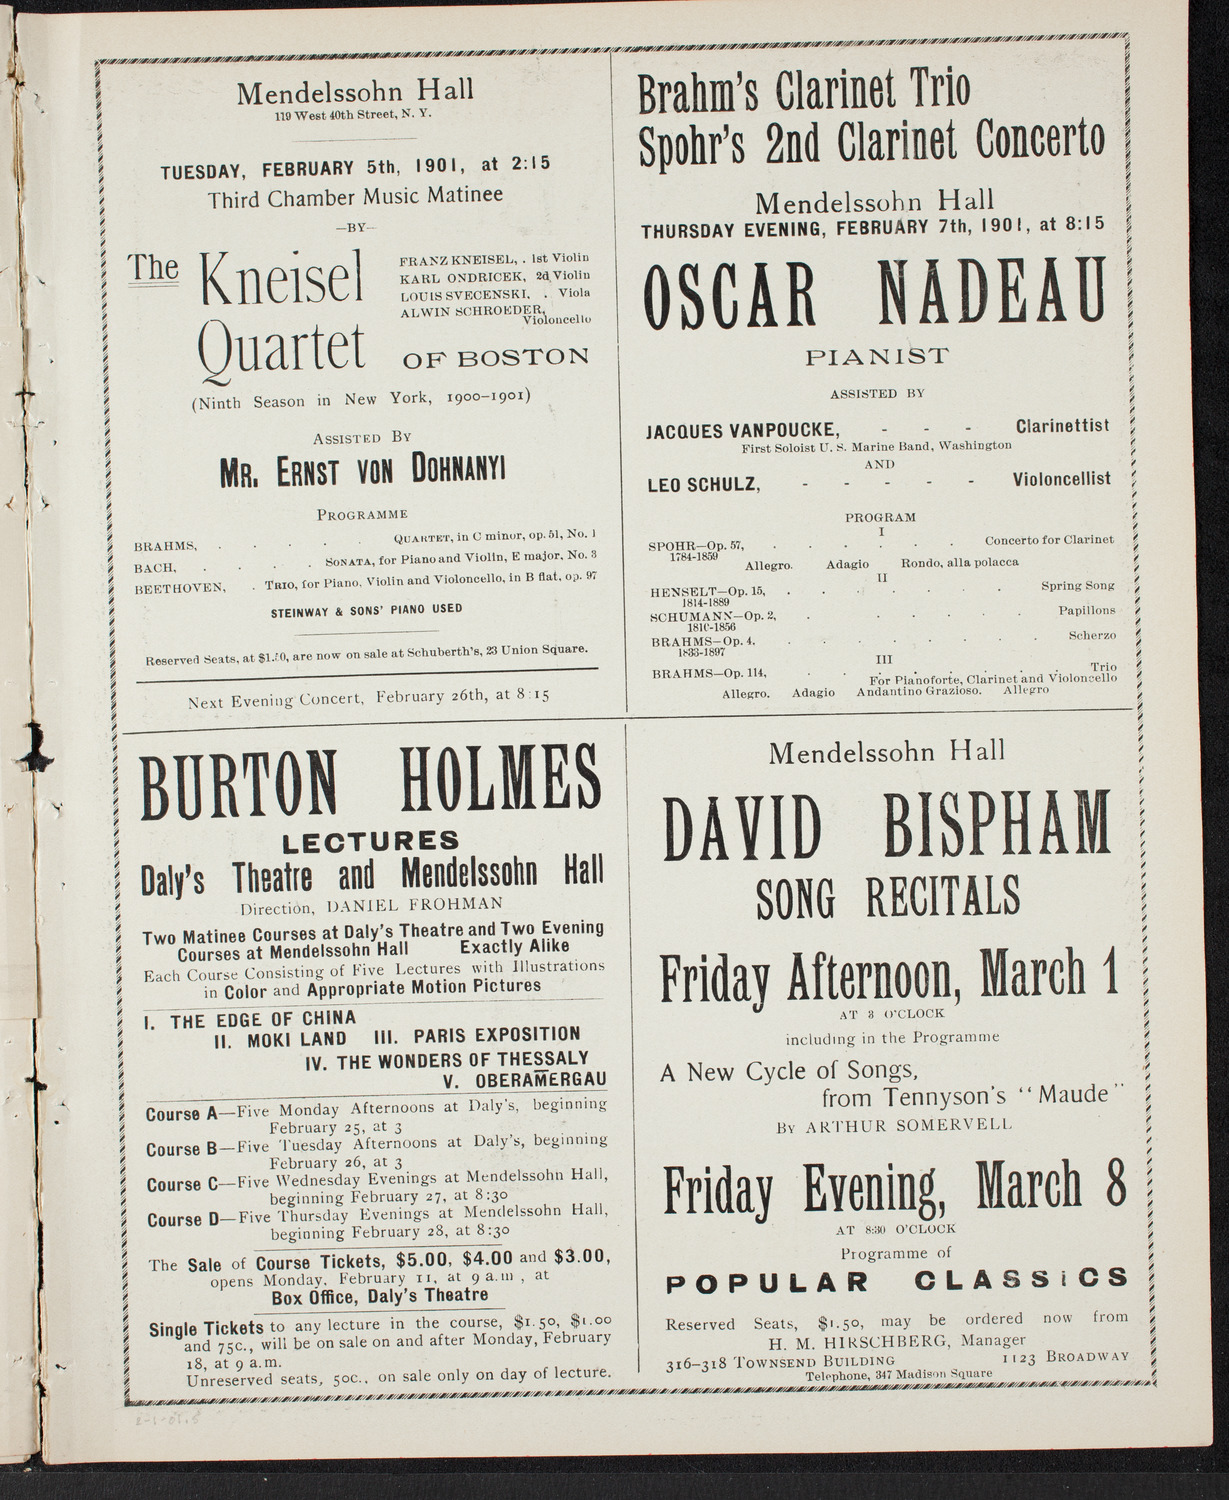 Mendelssohn Hall
119 West 40th Street, N. Y.
TUESDAY, FEBRUARY 5th, 1901, at 2:15
Third Chamber Music Matinee
—BY—
The Kneisel Quartet OF BOSTON
FRANZ KNEISEL, . 1st Violin
KARL ONDRICEK, 2d Violin
LOUIS SVECENSKI, . Viola
ALWIN SCHROEDER,
Violoncello
(Ninth Season in New York, 1900–1901)
ASSISTED BY
MR. ERNST VON DOHNANYI
PROGRAMME
BRAHMS, . . . . . QUARTET, in C minor, op. 51, No. 1
BACH, . . . . SONATA, for Piano and Violin, E major, No. 3
BEETHOVEN, . TRIO, for Piano, Violin and Violoncello, in B flat, op. 97
STEINWAY & SONS' PIANO USED
Reserved Seats, at $1.50, are now on sale at Schuberth's, 23 Union Square.
Next Evening Concert, February 26th, at 8:15
Brahm's Clarinet Trio
Spohr's 2nd Clarinet Concerto
Mendelssohn Hall
THURSDAY EVENING, FEBRUARY 7th, 1901, at 8:15
OSCAR NADEAU
PIANIST
ASSISTED BY
JACQUES VANPOUCKE, - - - Clarinettist
First Soloist U. S. Marine Band, Washington
AND
LEO SCHULZ, - - - - - Violoncellist
PROGRAM
I
SPOHR—Op. 57, . . . . . . Concerto for Clarinet
1784-1859
Allegro. Adagio Rondo, alla polacca
II
HENSELT—Op. 15, . . . . . . Spring Song
1814-1889
SCHUMANN—Op. 2, . . . . . Papillons
1810-1856
BRAHMS—Op. 4, . . . . . . . Scherzo
1833-1897
III
BRAHMS—Op. 114, . . . . . . . Trio
For Pianoforte, Clarinet and Violoncello
Allegro. Adagio Andantino Grazioso. Allegro
BURTON HOLMES
LECTURES
Daly's Theatre and Mendelssohn Hall
Direction, DANIEL FROHMAN
Two Matinee Courses at Daly's Theatre and Two Evening
Courses at Mendelssohn Hall Exactly Alike
Each Course Consisting of Five Lectures with Illustrations
in Color and Appropriate Motion Pictures
I. THE EDGE OF CHINA
II. MOKI LAND III. PARIS EXPOSITION
IV. THE WONDERS OF THESSALY
V. OBERAM̅ERGAU
Course A—Five Monday Afternoons at Daly's, beginning
February 25, at 3
Course B—Five Tuesday Afternoons at Daly's, beginning
February 26, at 3
Course C—Five Wednesday Evenings at Mendelssohn Hall,
beginning February 27, at 8:30
Course D—Five Thursday Evenings at Mendelssohn Hall,
beginning February 28, at 8:30
The Sale of Course Tickets, $5.00, $4.00 and $3.00,
opens Monday, February 11, at 9 a.m , at
Box Office, Daly's Theatre
Single Tickets to any lecture in the course, $1.50, $1.00
and 75c., will be on sale on and after Monday, February
18, at 9 a.m.
Unreserved seats, 50c., on sale only on day of lecture.
Mendelssohn Hall
DAVID BISPHAM
SONG RECITALS
Friday Afternoon, March 1
AT 3 O'CLOCK
including in the Programme
A New Cycle of Songs,
from Tennyson's "Maude"
BY ARTHUR SOMERVELL
Friday Evening, March 8
AT 8:30 O'CLOCK
Programme of
POPULAR CLASSICS
Reserved Seats, $1.50, may be ordered now from
H. M. HIRSCHBERG, Manager
316–318 TOWNSEND BUILDING 1123 BROADWAY
Telephone, 347 Madison Square